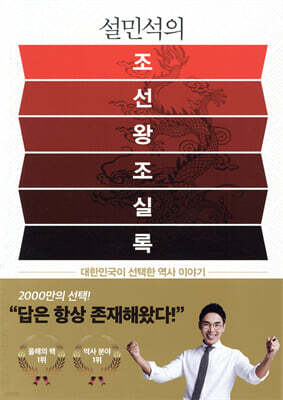 설민석의
조
선
왕
조
실
록
대한민국이 선택한 역사 이야기
2000만의 선택!
“답은 항상 존재해왔다!”
올해의 책
1위
역사 분야
1위